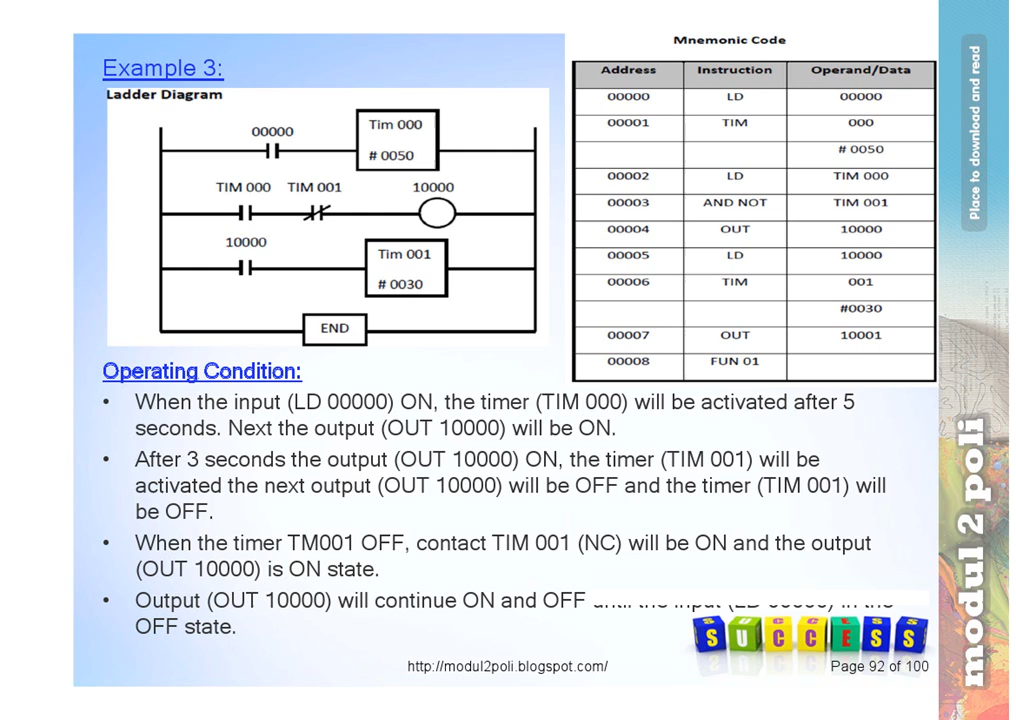 Example 3:
Ladder Diagram
00000
Tim 000
# 0050
TIM 000 TIM 001 10000
10000
Tim 001
# 0030
END
Mnemonic Code
Address Instruction Operand/Data
00000 LD 00000
00001 TIM 000
# 0050
00002 LD TIM 000
00003 AND NOT TIM 001
00004 OUT 10000
00005 LD 10000
00006 TIM 001
#0030
00007 OUT 10001
00008 FUN 01
Operating Condition:
• When the input (LD 00000) ON, the timer (TIM 000) will be activated after 5
seconds. Next the output (OUT 10000) will be ON.
• After 3 seconds the output (OUT 10000) ON, the timer (TIM 001) will be
activated the next output (OUT 10000) will be OFF and the timer (TIM 001) will
be OFF.
• When the timer TM001 OFF, contact TIM 001 (NC) will be ON and the output
(OUT 10000) is ON state.
• Output (OUT 10000) will continue ON and OFF until the input (LD 00000) in the
OFF state.
SUCCESS
http://modul2poli.blogspot.com/
Page 92 of 100
Place to download and read
modul 2 poli